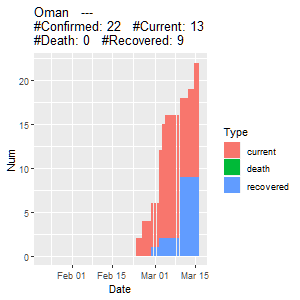 Oman   ---
#Confirmed: 22   #Current: 13
#Death: 0   #Recovered: 9
Num
20
15
10
5
0
Feb 01
Feb 15
Mar 01
Mar 15
Date
Type
current
death
recovered